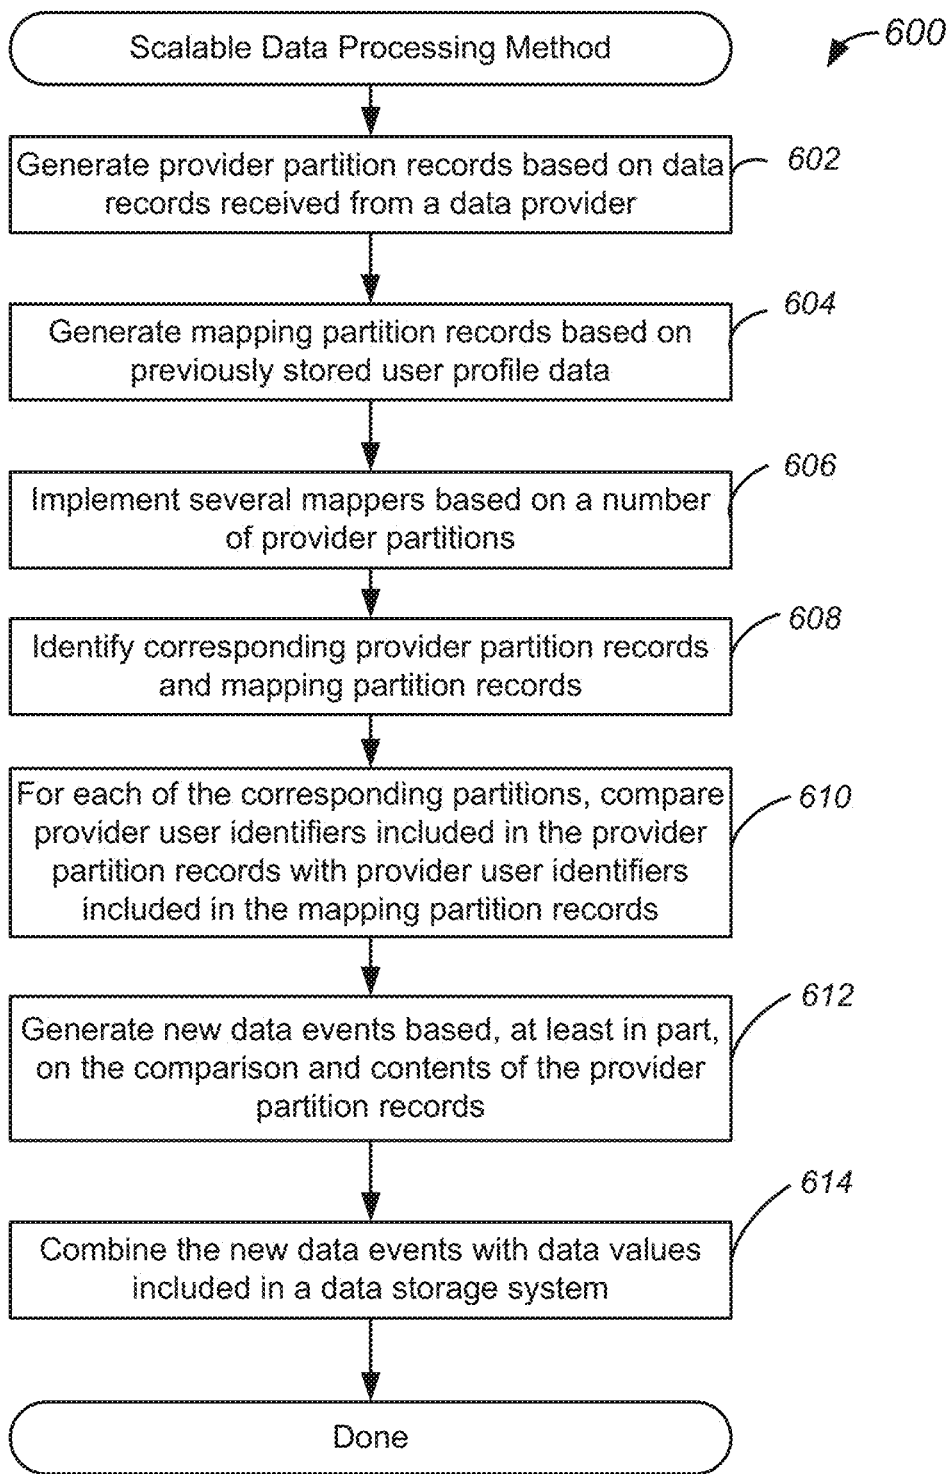 Scalable Data Processing Method
600
Generate provider partition records based on data
records received from a data provider
602
Generate mapping partition records based on
previously stored user profile data
604
Implement several mappers based on a number
of provider partitions
606
Identify corresponding provider partition records
and mapping partition records
608
For each of the corresponding partitions, compare
provider user identifiers included in the provider
partition records with provider user identifiers
included in the mapping partition records
610
Generate new data events based, at least in part,
on the comparison and contents of the provider
partition records
612
Combine the new data events with data values
included in a data storage system
614
Done